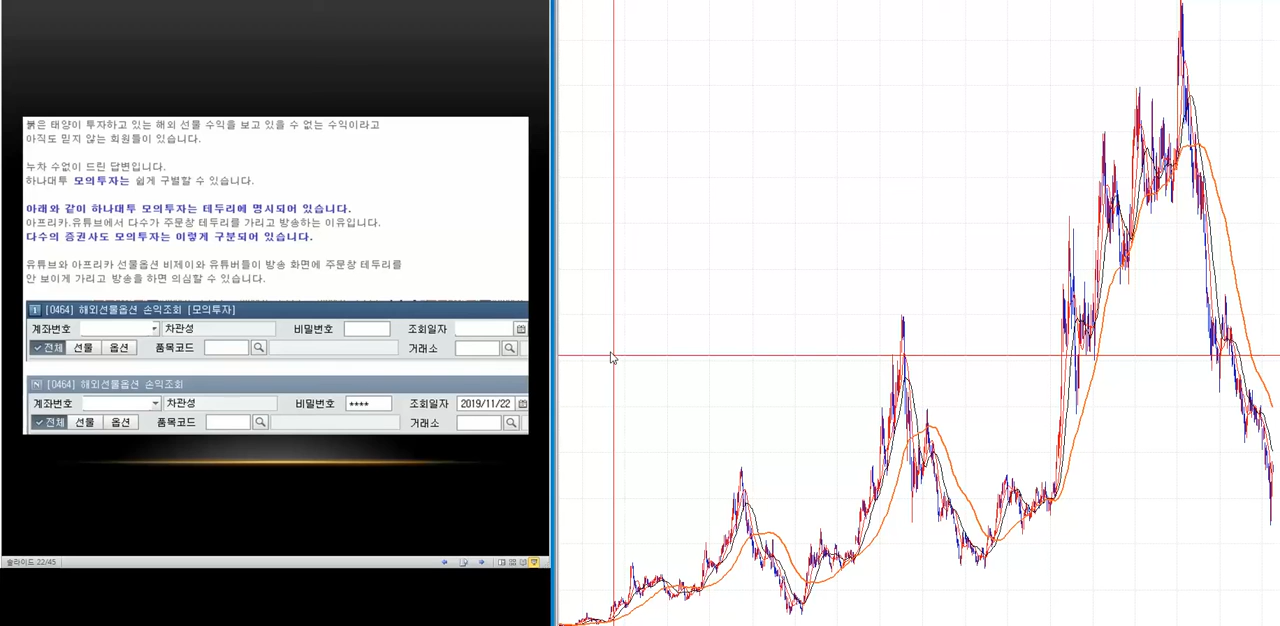 붉은 태양이 투자하고 있는 해외 선물 수익을 보고 있을 수 없는 수익이라고
아직도 믿지 않는 회원들이 있습니다.
누차 수없이 드린 답변입니다.
하나대투 모의투자는 쉽게 구별할 수 있습니다.
아래와 같이 하나대투 모의투자는 테두리에 명시되어 있습니다.
아프리카.유튜브에서 다수가 주문창 테두리를 가리고 방송하는 이유입니다.
다수의 증권사도 모의투자는 이렇게 구분되어 있습니다.
유튜브와 아프리카 선물옵션 비제이와 유튜버들이 방송 화면에 주문창 테두리를
안 보이게 가리고 방송을 하면 의심할 수 있습니다.
1 [0464] 해외선물옵션 손익조회 [모의투자]
계좌번호 차관성 비밀번호 조회일자
✓전체 선물 옵션 품목코드 거래소
N [0464] 해외선물옵션 손익조회
계좌번호 차관성 비밀번호 **** 조회일자 2019/11/22
✓전체 선물 옵션 품목코드 거래소
슬라이드 22/45